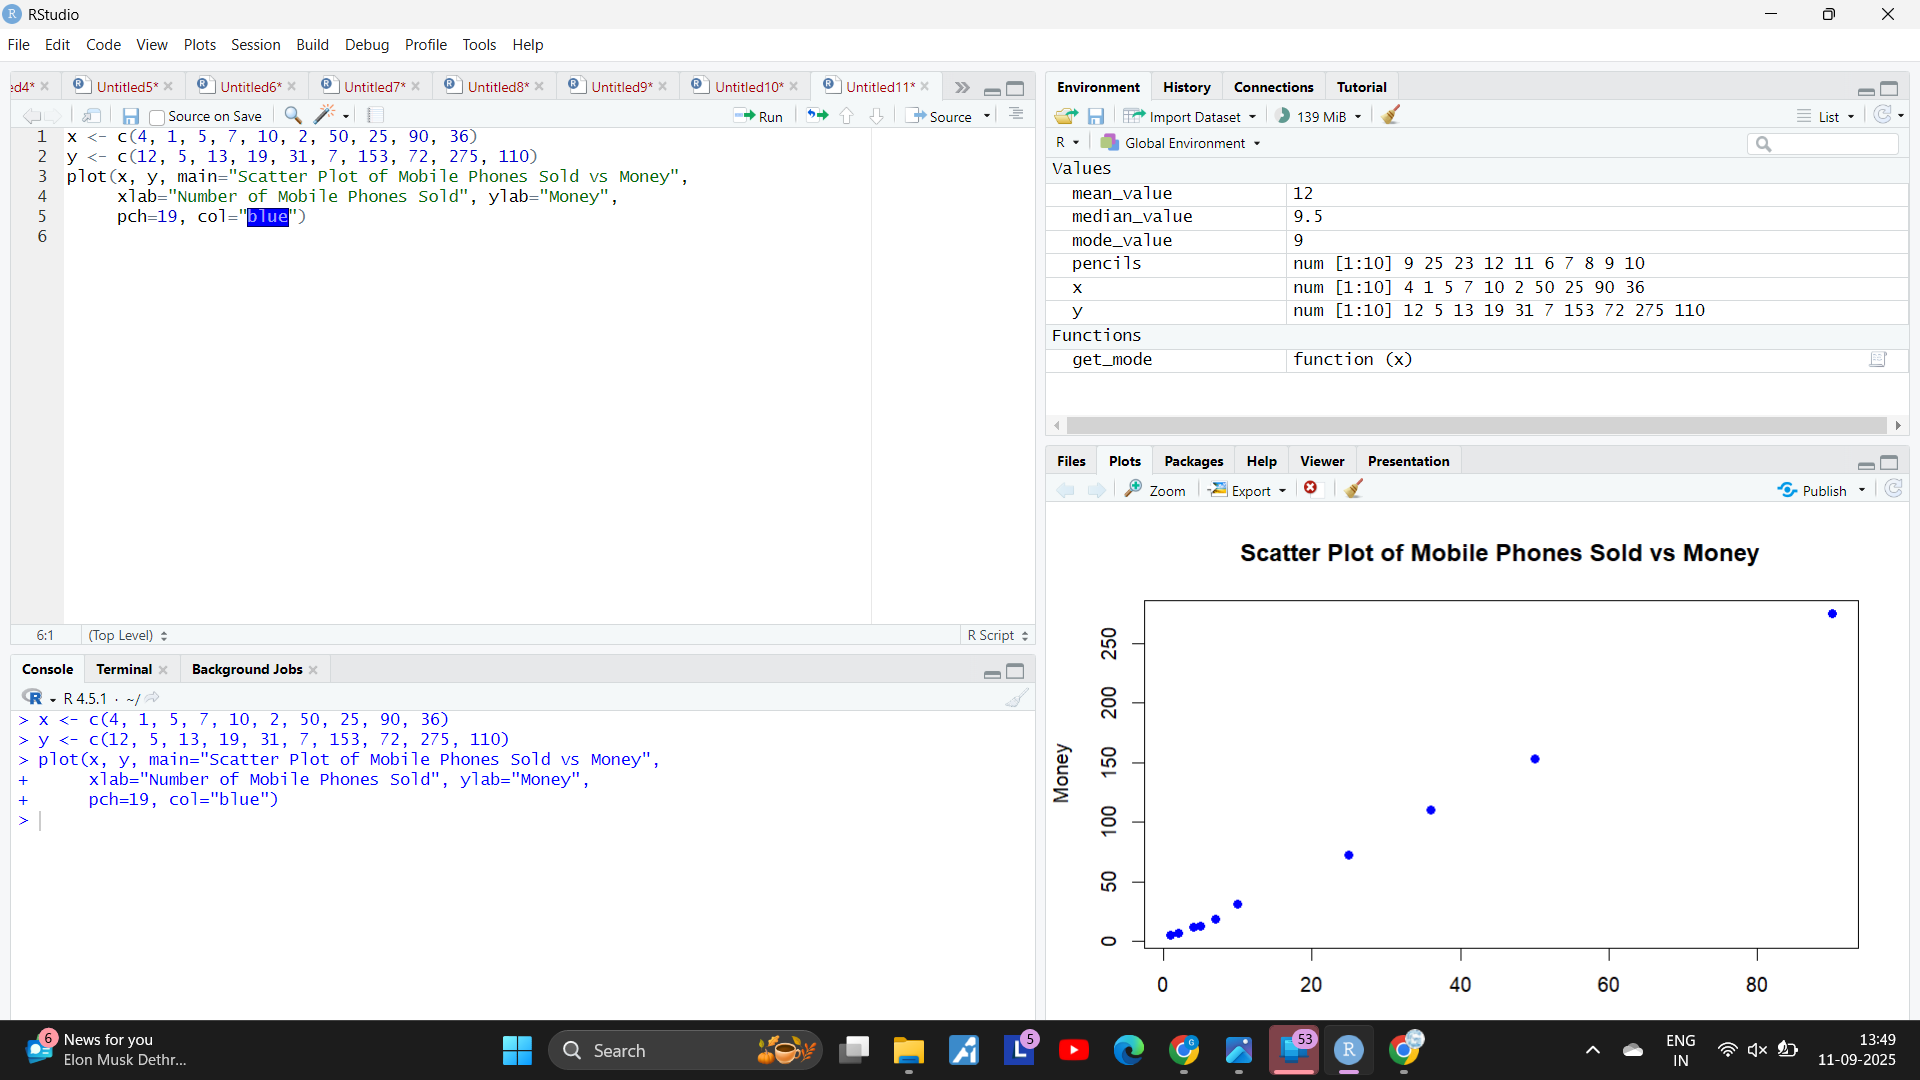 RStudio
File Edit Code View Plots Session Build Debug Profile Tools Help
ed4* Untitled5* Untitled6* Untitled7* Untitled8* Untitled9* Untitled10* Untitled11*
Source on Save Run Source
1 x <- c(4, 1, 5, 7, 10, 2, 50, 25, 90, 36)
2 y <- c(12, 5, 13, 19, 31, 7, 153, 72, 275, 110)
3 plot(x, y, main="Scatter Plot of Mobile Phones Sold vs Money",
4 xlab="Number of Mobile Phones Sold", ylab="Money",
5 pch=19, col="blue")
6
6:1 (Top Level) R Script
Console Terminal Background Jobs
R R 4.5.1 · ~/
> x <- c(4, 1, 5, 7, 10, 2, 50, 25, 90, 36)
> y <- c(12, 5, 13, 19, 31, 7, 153, 72, 275, 110)
> plot(x, y, main="Scatter Plot of Mobile Phones Sold vs Money",
+ xlab="Number of Mobile Phones Sold", ylab="Money",
+ pch=19, col="blue")
>
Environment History Connections Tutorial
Import Dataset 139 MiB List
R Global Environment
Values
mean_value 12
median_value 9.5
mode_value 9
pencils num [1:10] 9 25 23 12 11 6 7 8 9 10
x num [1:10] 4 1 5 7 10 2 50 25 90 36
y num [1:10] 12 5 13 19 31 7 153 72 275 110
Functions
get_mode function (x)
Files Plots Packages Help Viewer Presentation
Zoom Export Publish
Scatter Plot of Mobile Phones Sold vs Money
Money
250
200
150
100
50
0
0 20 40 60 80
6 News for you
Elon Musk Dethr...
Search
5
53
ENG
IN
13:49
11-09-2025